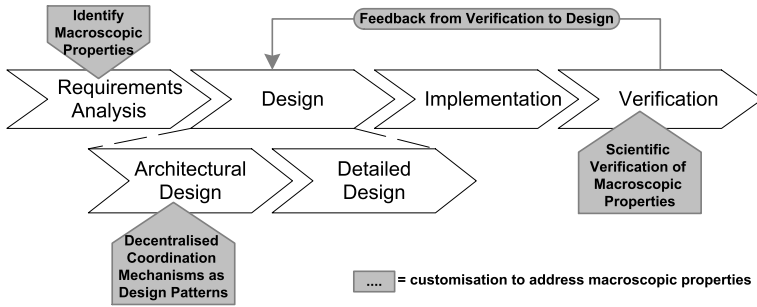 Identify
Macroscopic
Properties
Feedback from Verification to Design
Requirements
Analysis
Design
Implementation
Verification
Architectural
Design
Detailed
Design
Scientific
Verification of
Macroscopic
Properties
Decentralised
Coordination
Mechanisms as
Design Patterns
.... = customisation to address macroscopic properties